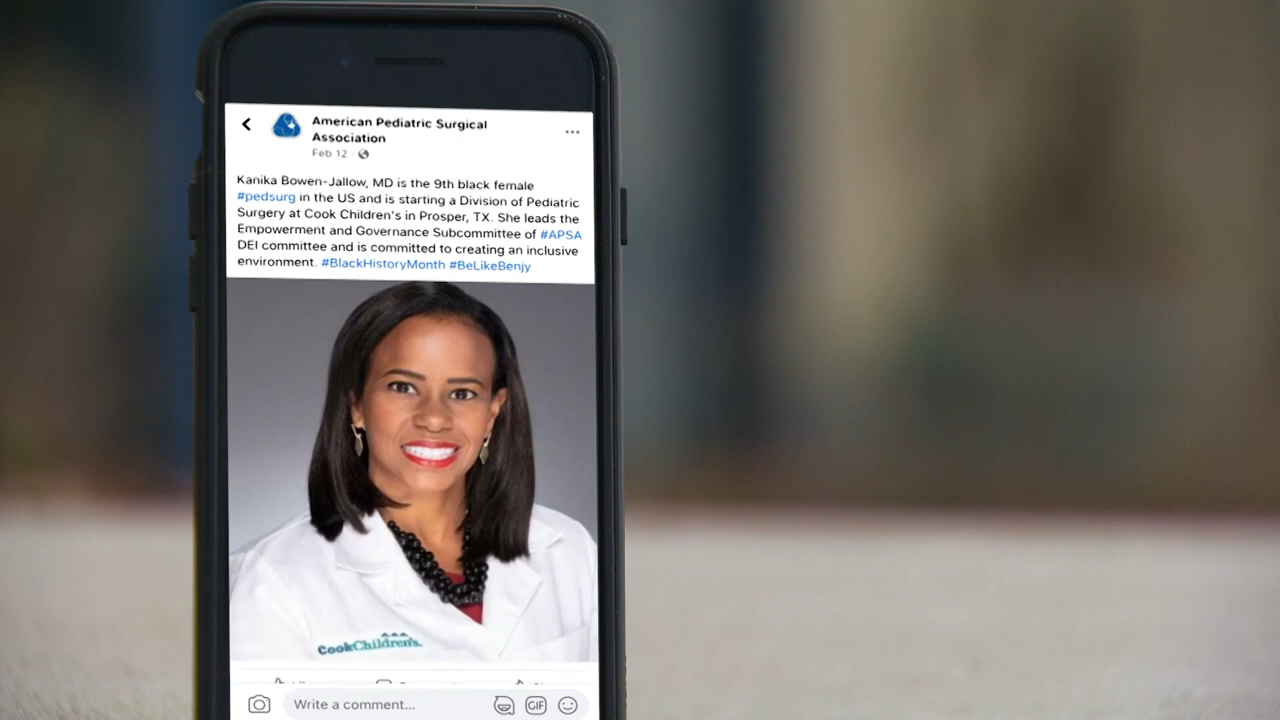 American Pediatric Surgical
Association
Feb 12
Kanika Bowen-Jallow, MD is the 9th black female
#pedsurg in the US and is starting a Division of Pediatric
Surgery at Cook Children's in Prosper, TX. She leads the
Empowerment and Governance Subcommittee of #APSA
DEI committee and is committed to creating an inclusive
environment. #BlackHistoryMonth #BeLikeBenjy
CookChildren's.
Write a comment...
GIF